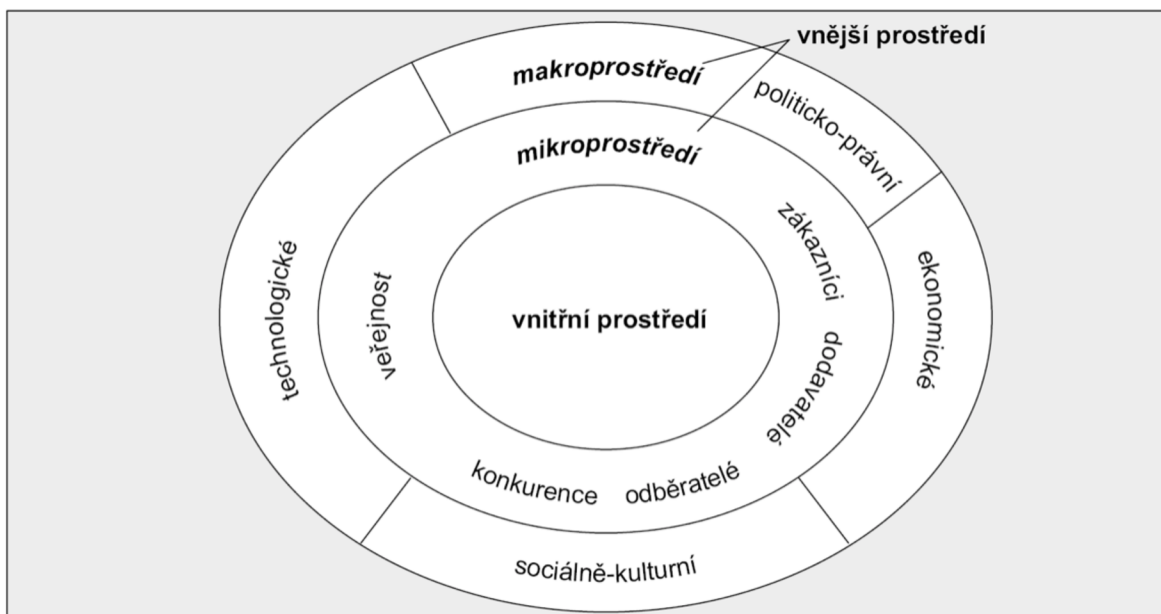 vnější prostředí
makroprostředí
politicko-právní
mikroprostředí
zákazníci
ekonomické
technologické
veřejnost
vnitřní prostředí
dodavatelé
konkurence
odběratelé
sociálně-kulturní